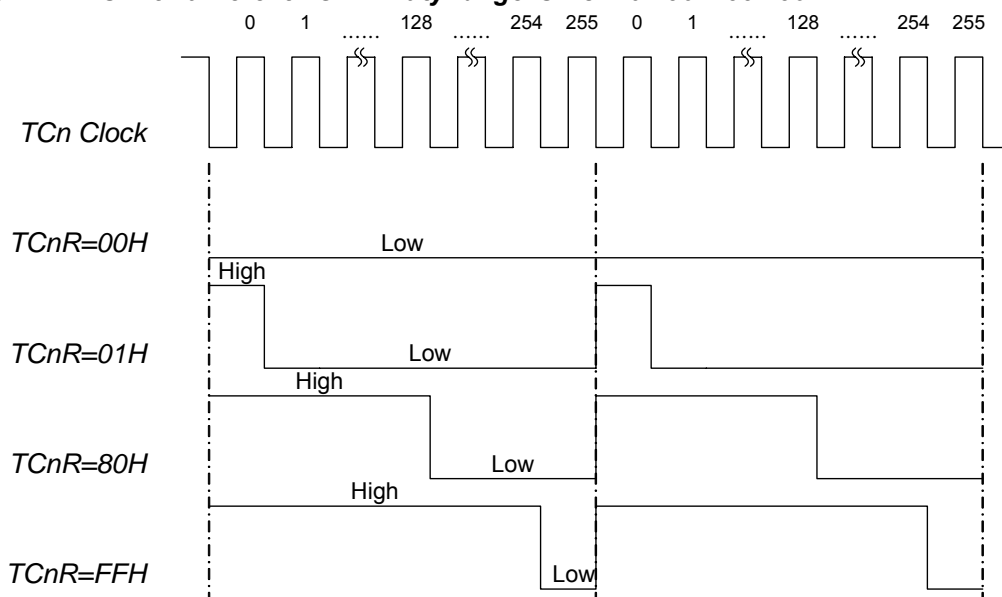 0 1 ...... 128 ...... 254 255 0 1 ...... 128 ...... 254 255
TCn Clock
TCnR=00H Low
High
TCnR=01H Low
High
TCnR=80H Low
High
TCnR=FFH Low